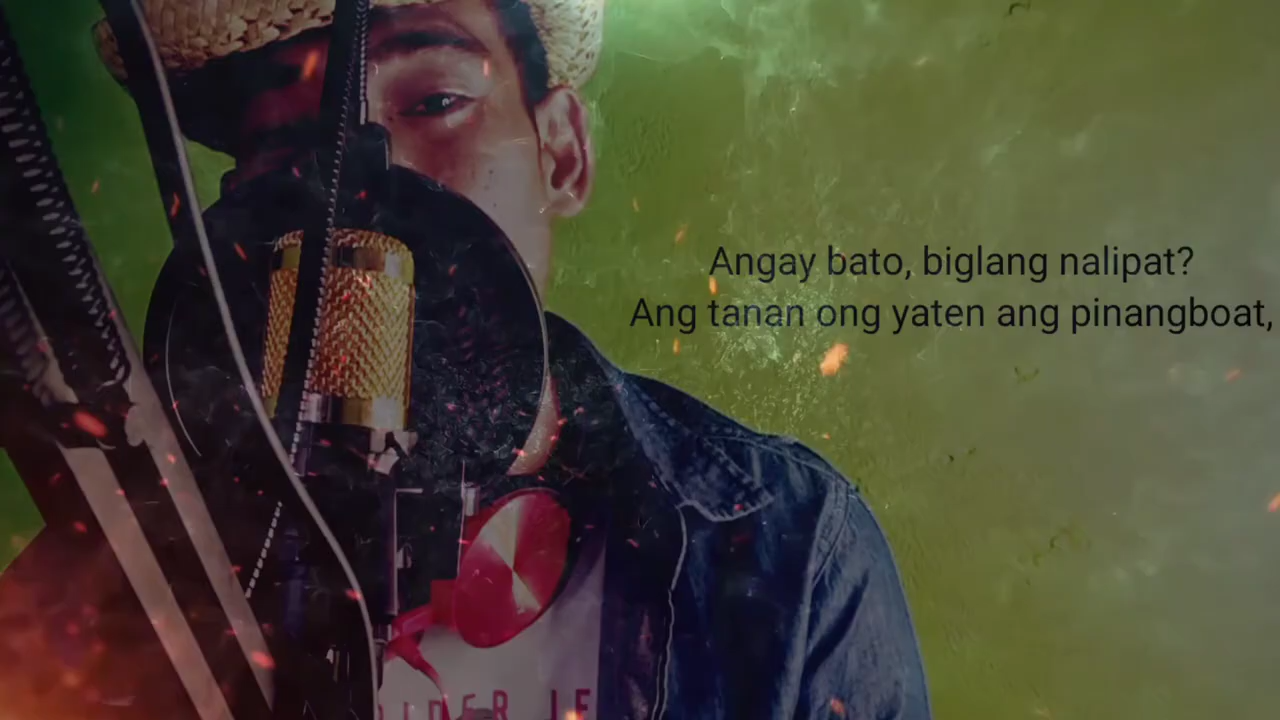 Angay bato, biglang nalipat?
Ang tanan ong yaten ang pinangboat,